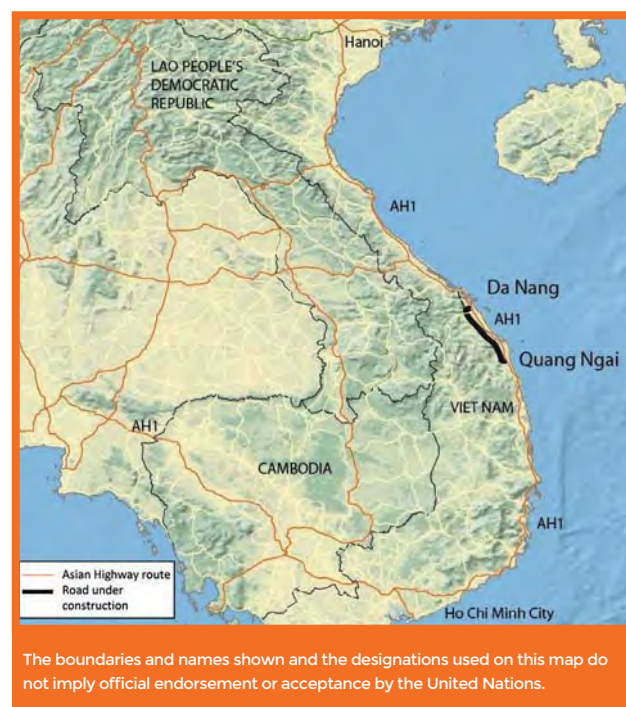 Hanoi
LAO PEOPLE'S
DEMOCRATIC
REPUBLIC
AH1
Da Nang
AH1
Quang Ngai
VIET NAM
AH1
CAMBODIA
AH1
Asian Highway route
Road under
construction
Ho Chi Minh City
The boundaries and names shown and the designations used on this map do
not imply official endorsement or acceptance by the United Nations.